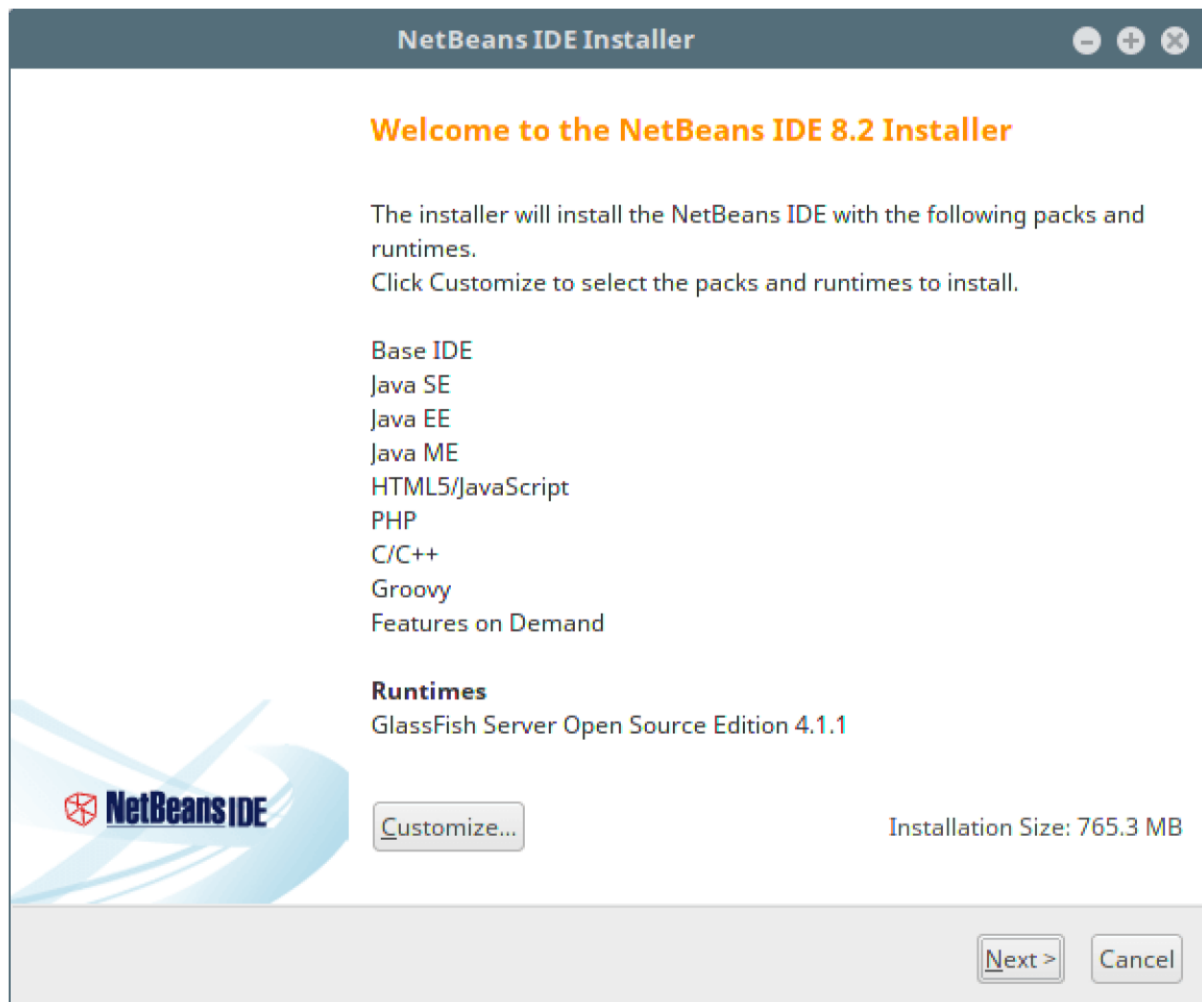 NetBeans IDE Installer
Welcome to the NetBeans IDE 8.2 Installer
The installer will install the NetBeans IDE with the following packs and
runtimes.
Click Customize to select the packs and runtimes to install.
Base IDE
Java SE
Java EE
Java ME
HTML5/JavaScript
PHP
C/C++
Groovy
Features on Demand
Runtimes
GlassFish Server Open Source Edition 4.1.1
NetBeans IDE
Customize...
Installation Size: 765.3 MB
Next >
Cancel